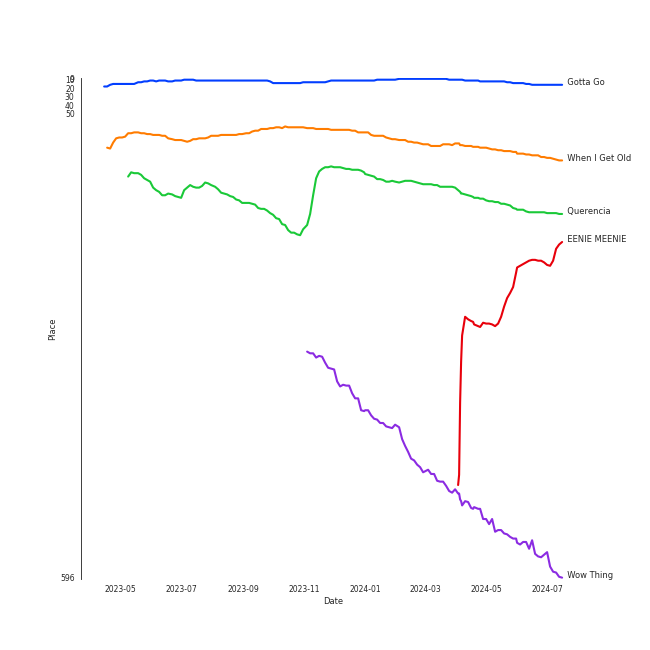 0
10
20
30
40
50
596
Place
Gotta Go
When I Get Old
Querencia
EENIE MEENIE
Wow Thing
2023-05 2023-07 2023-09 2023-11 2024-01 2024-03 2024-05 2024-07
Date